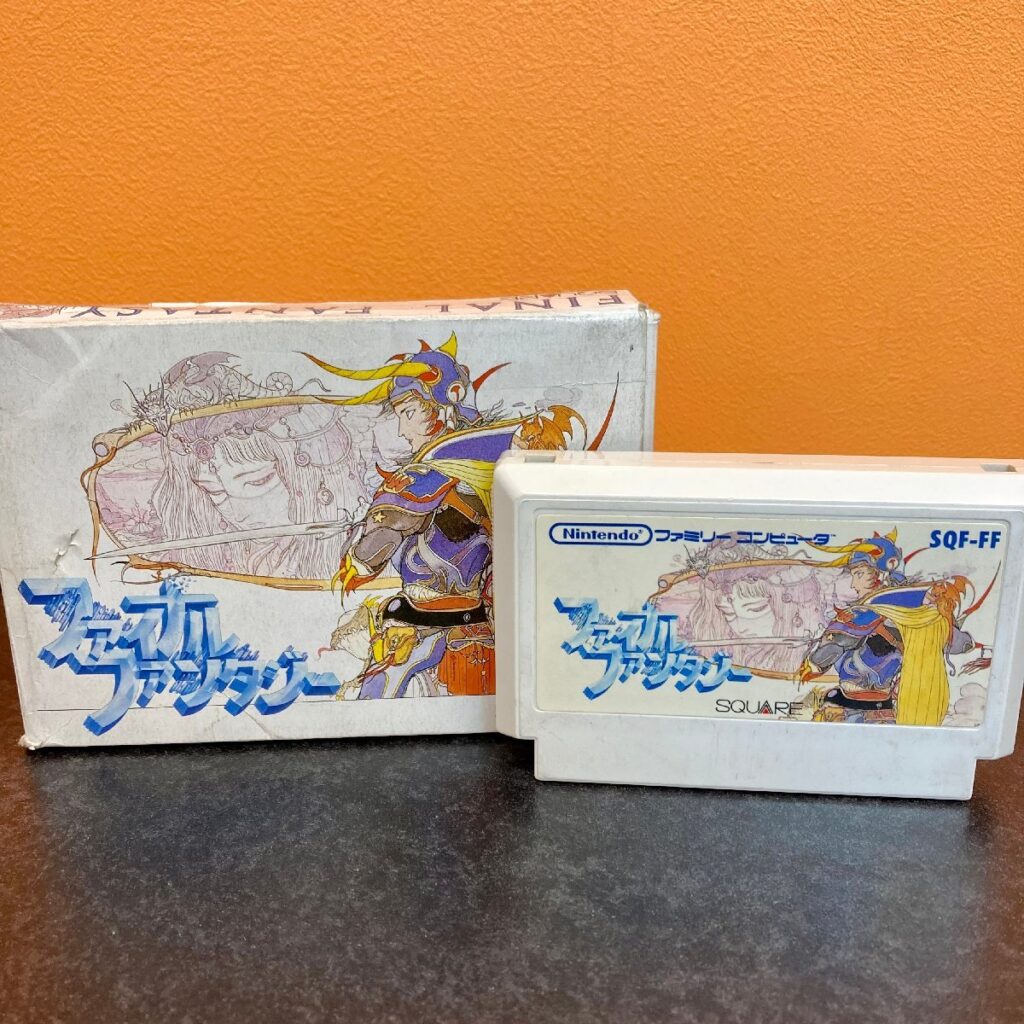 FINAL FANTASY
ファイナル
ファンタジー
Nintendo® ファミリー コンピュータ™
SQF-FF
ファイナル
ファンタジー
SQUARE